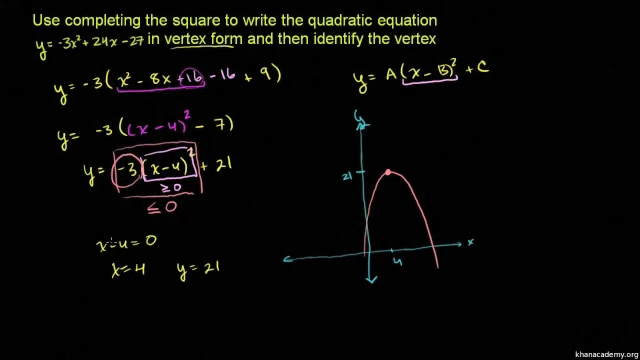 Use completing the square to write the quadratic equation
y = -3x² + 24x - 27 in vertex form and then identify the vertex
y = -3(x² - 8x + 16 - 16 + 9)
y = A(x - B)² + C
y = -3((x - 4)² - 7)
y = -3(x - 4)² + 21
≥ 0
≤ 0
x - 4 = 0
x = 4 y = 21
y
21
4
x
khanacademy.org